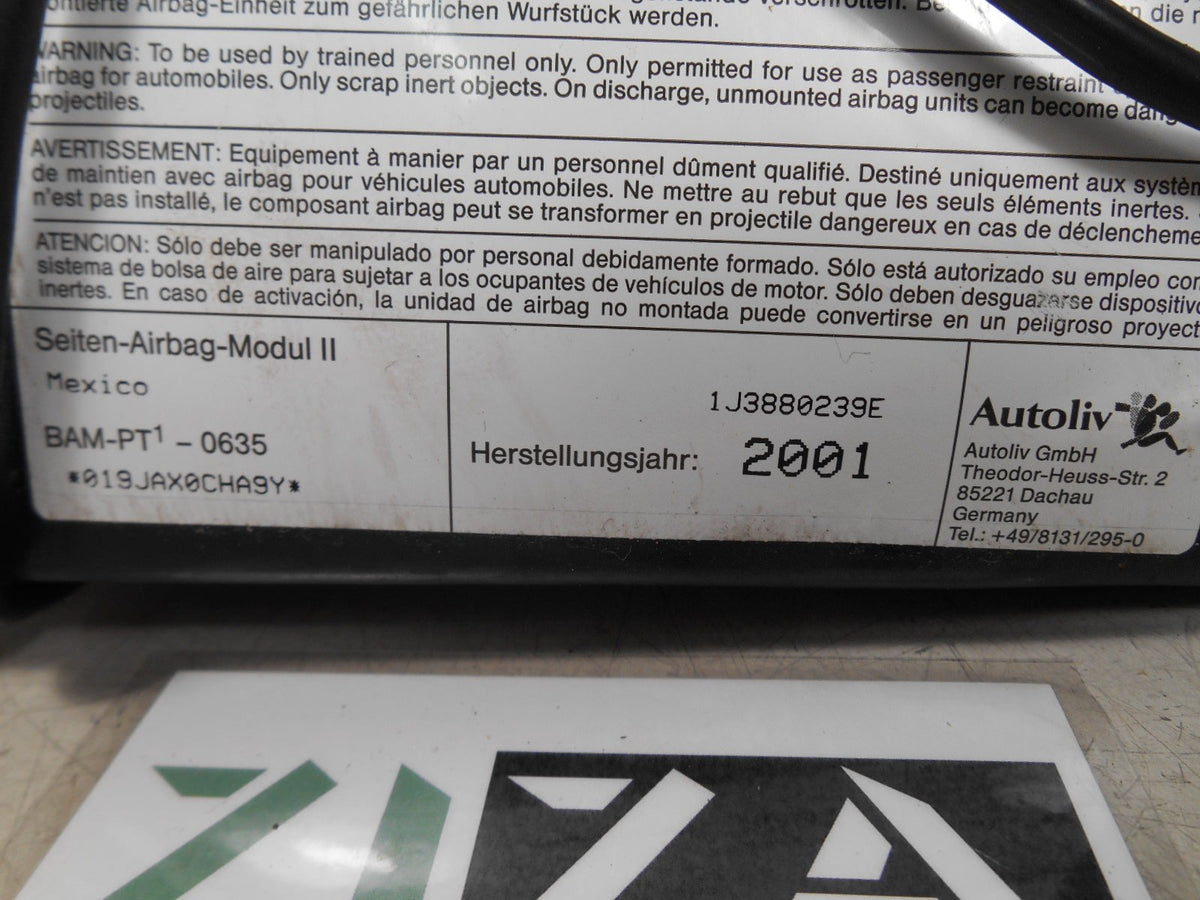 ontierte Airbag-Einheit zum gefährlichen Wurfstück werden.
verschrotten. die
WARNING: To be used by trained personnel only. Only permitted for use as passenger restraint
airbag for automobiles. Only scrap inert objects. On discharge, unmounted airbag units can become dang
projectiles.
AVERTISSEMENT: Equipement à manier par un personnel dûment qualifié. Destiné uniquement aux systèm
de maintien avec airbag pour véhicules automobiles. Ne mettre au rebut que les seuls éléments inertes.
n'est pas installé, le composant airbag peut se transformer en projectile dangereux en cas de déclencheme
ATENCION: Sólo debe ser manipulado por personal debidamente formado. Sólo está autorizado su empleo con
sistema de bolsa de aire para sujetar a los ocupantes de vehículos de motor. Sólo deben desguazarse dispositivo
inertes. En caso de activación, la unidad de airbag no montada puede convertirse en un peligroso proyect
Seiten-Airbag-Modul II
Mexico
BAM-PT1 – 0635
*019JAX0CHA9Y*
1J3880239E
Herstellungsjahr: 2001
Autoliv
Autoliv GmbH
Theodor-Heuss-Str. 2
85221 Dachau
Germany
Tel.: +49/8131/295-0